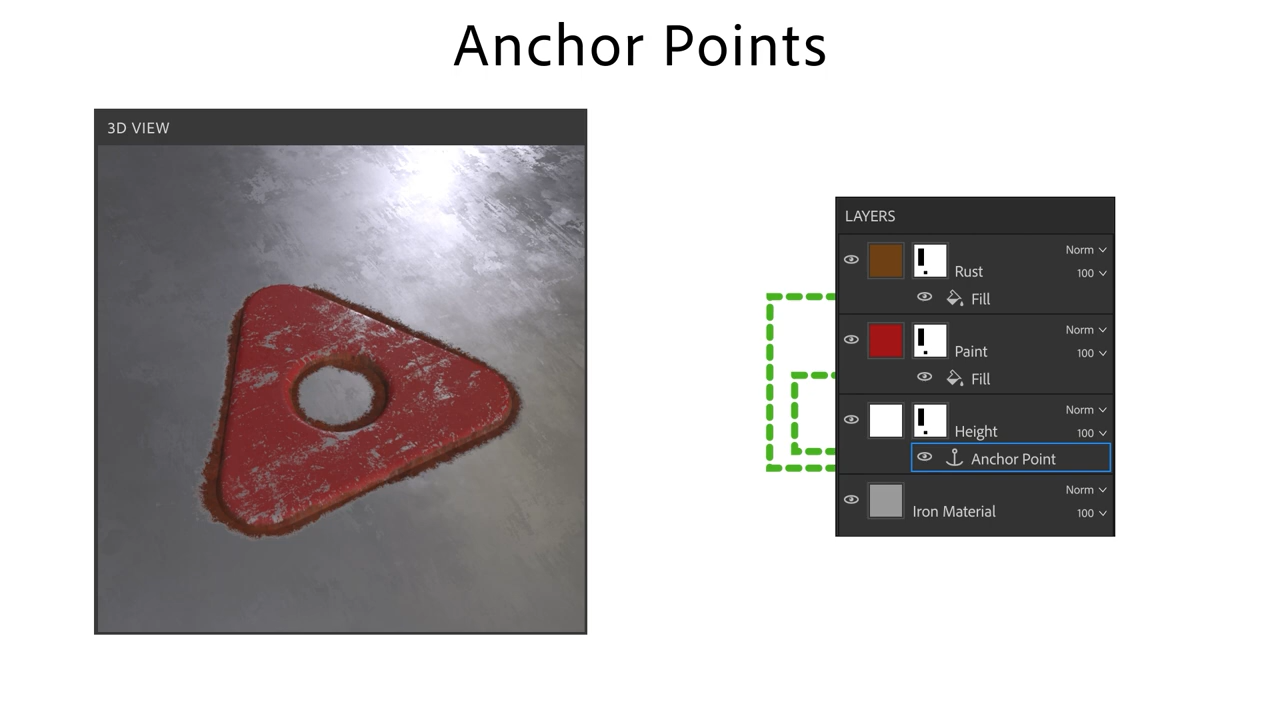 Anchor Points
3D VIEW
LAYERS
Norm
100
Rust
Fill
Norm
100
Paint
Fill
Norm
100
Height
Anchor Point
Norm
100
Iron Material